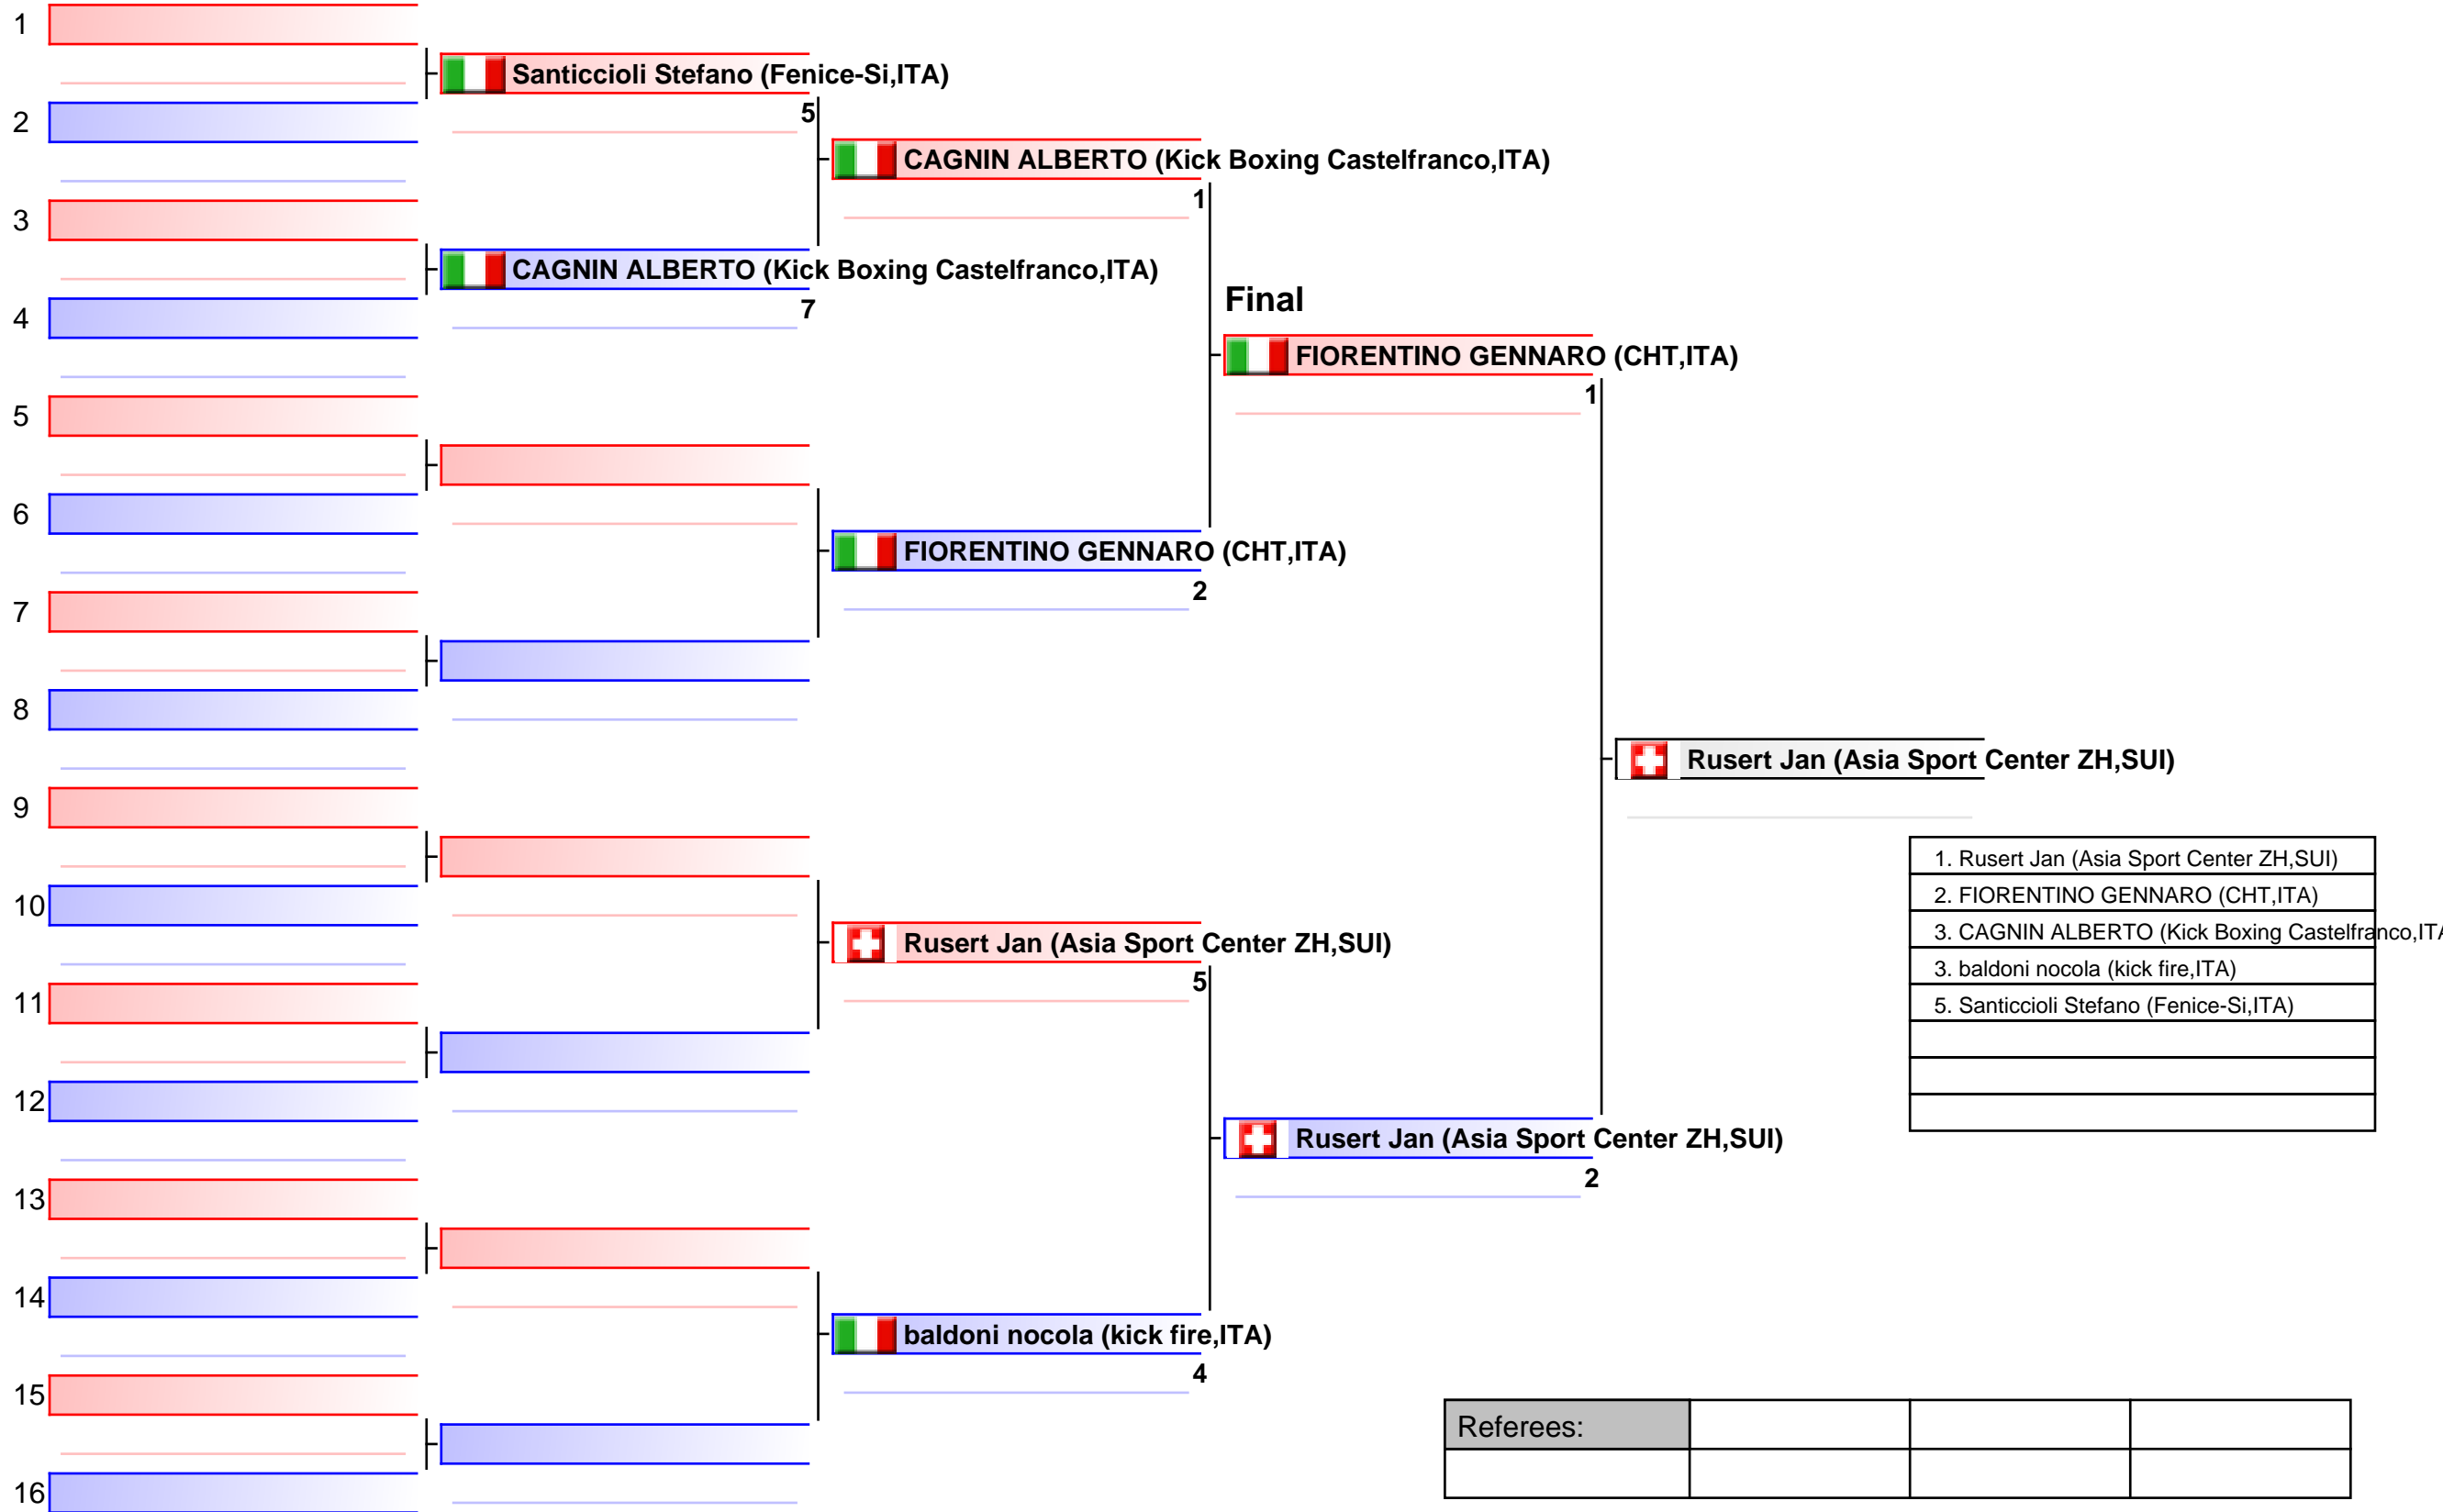 1
Santiccioli Stefano (Fenice-Si,ITA)
5
2
CAGNIN ALBERTO (Kick Boxing Castelfranco,ITA)
1
3
CAGNIN ALBERTO (Kick Boxing Castelfranco,ITA)
7
4
Final
FIORENTINO GENNARO (CHT,ITA)
1
5
6
FIORENTINO GENNARO (CHT,ITA)
2
7
8
Rusert Jan (Asia Sport Center ZH,SUI)
9
1. Rusert Jan (Asia Sport Center ZH,SUI)
2. FIORENTINO GENNARO (CHT,ITA)
3. CAGNIN ALBERTO (Kick Boxing Castelfranco,ITA
3. baldoni nocola (kick fire,ITA)
5. Santiccioli Stefano (Fenice-Si,ITA)
10
Rusert Jan (Asia Sport Center ZH,SUI)
5
11
12
Rusert Jan (Asia Sport Center ZH,SUI)
2
13
14
baldoni nocola (kick fire,ITA)
4
15
Referees:
16